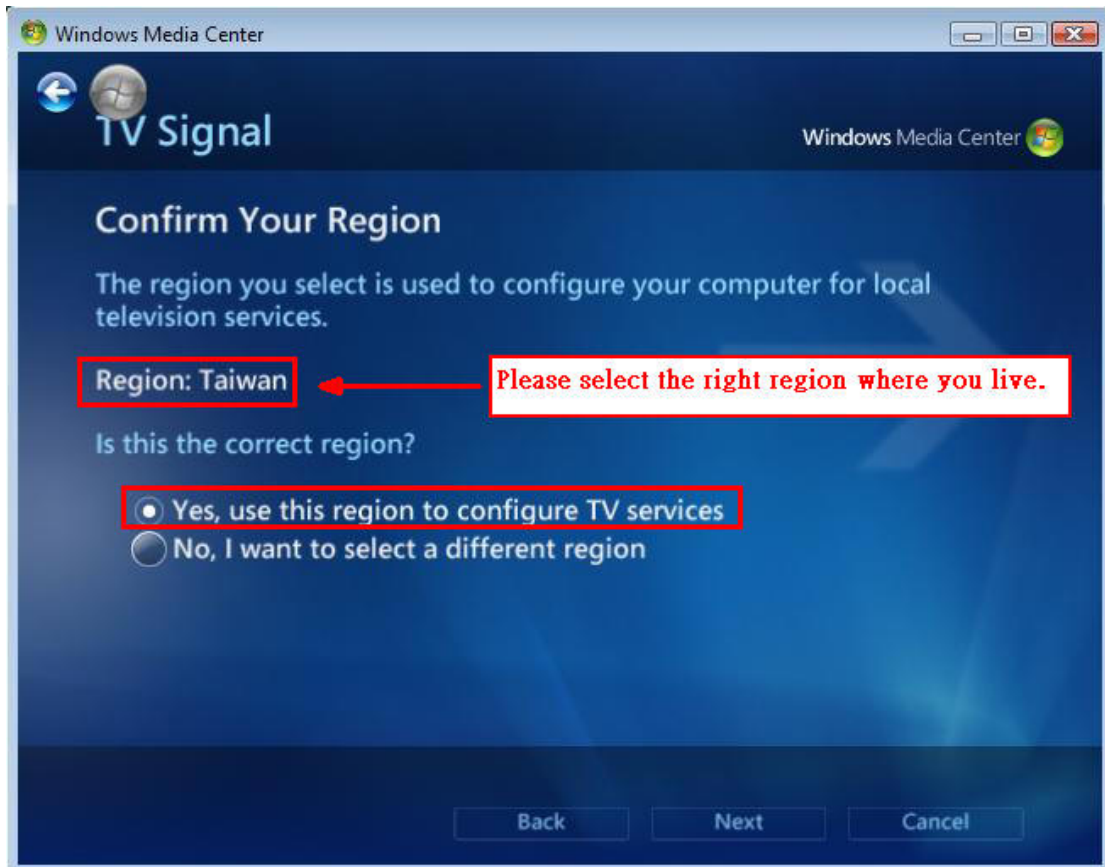 Windows Media Center
TV Signal
Windows Media Center
Confirm Your Region
The region you select is used to configure your computer for local
television services.
Region: Taiwan
Please select the right region where you live.
Is this the correct region?
Yes, use this region to configure TV services
No, I want to select a different region
Back Next Cancel